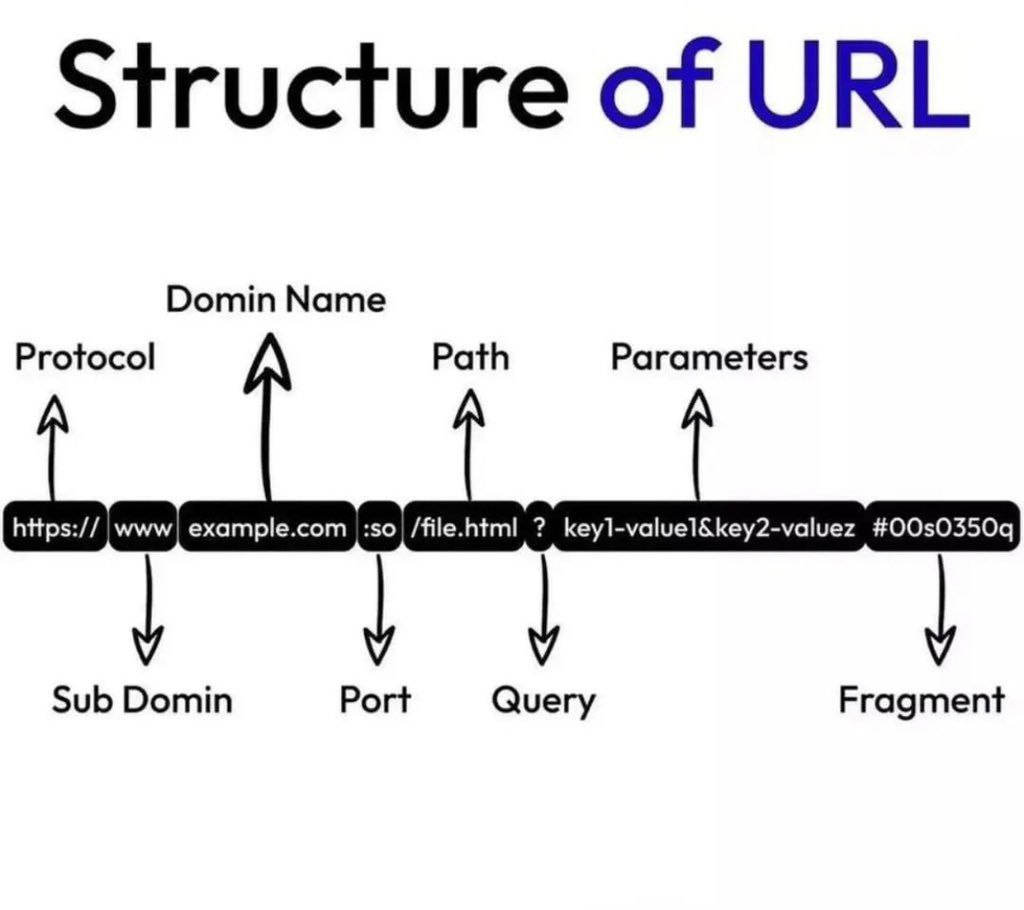 Structure of URL
Domin Name
Protocol
Path
Parameters
https:// www example.com :so /file.html ? key1-value1&key2-valuez #00s0350q
Sub Domin
Port
Query
Fragment